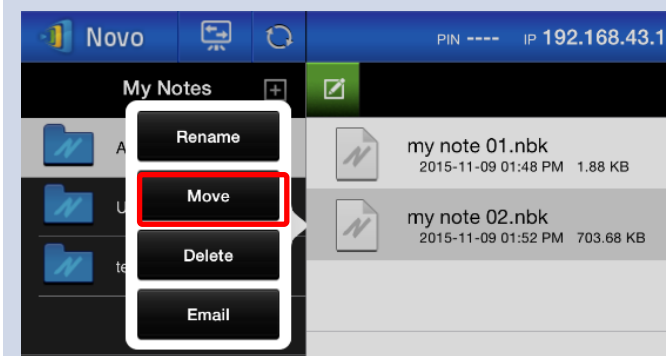 Novo
PIN ---- IP 192.168.43.1
My Notes
Rename
Move
Delete
Email
A
U
te
my note 01.nbk
2015-11-09 01:48 PM 1.88 KB
my note 02.nbk
2015-11-09 01:52 PM 703.68 KB